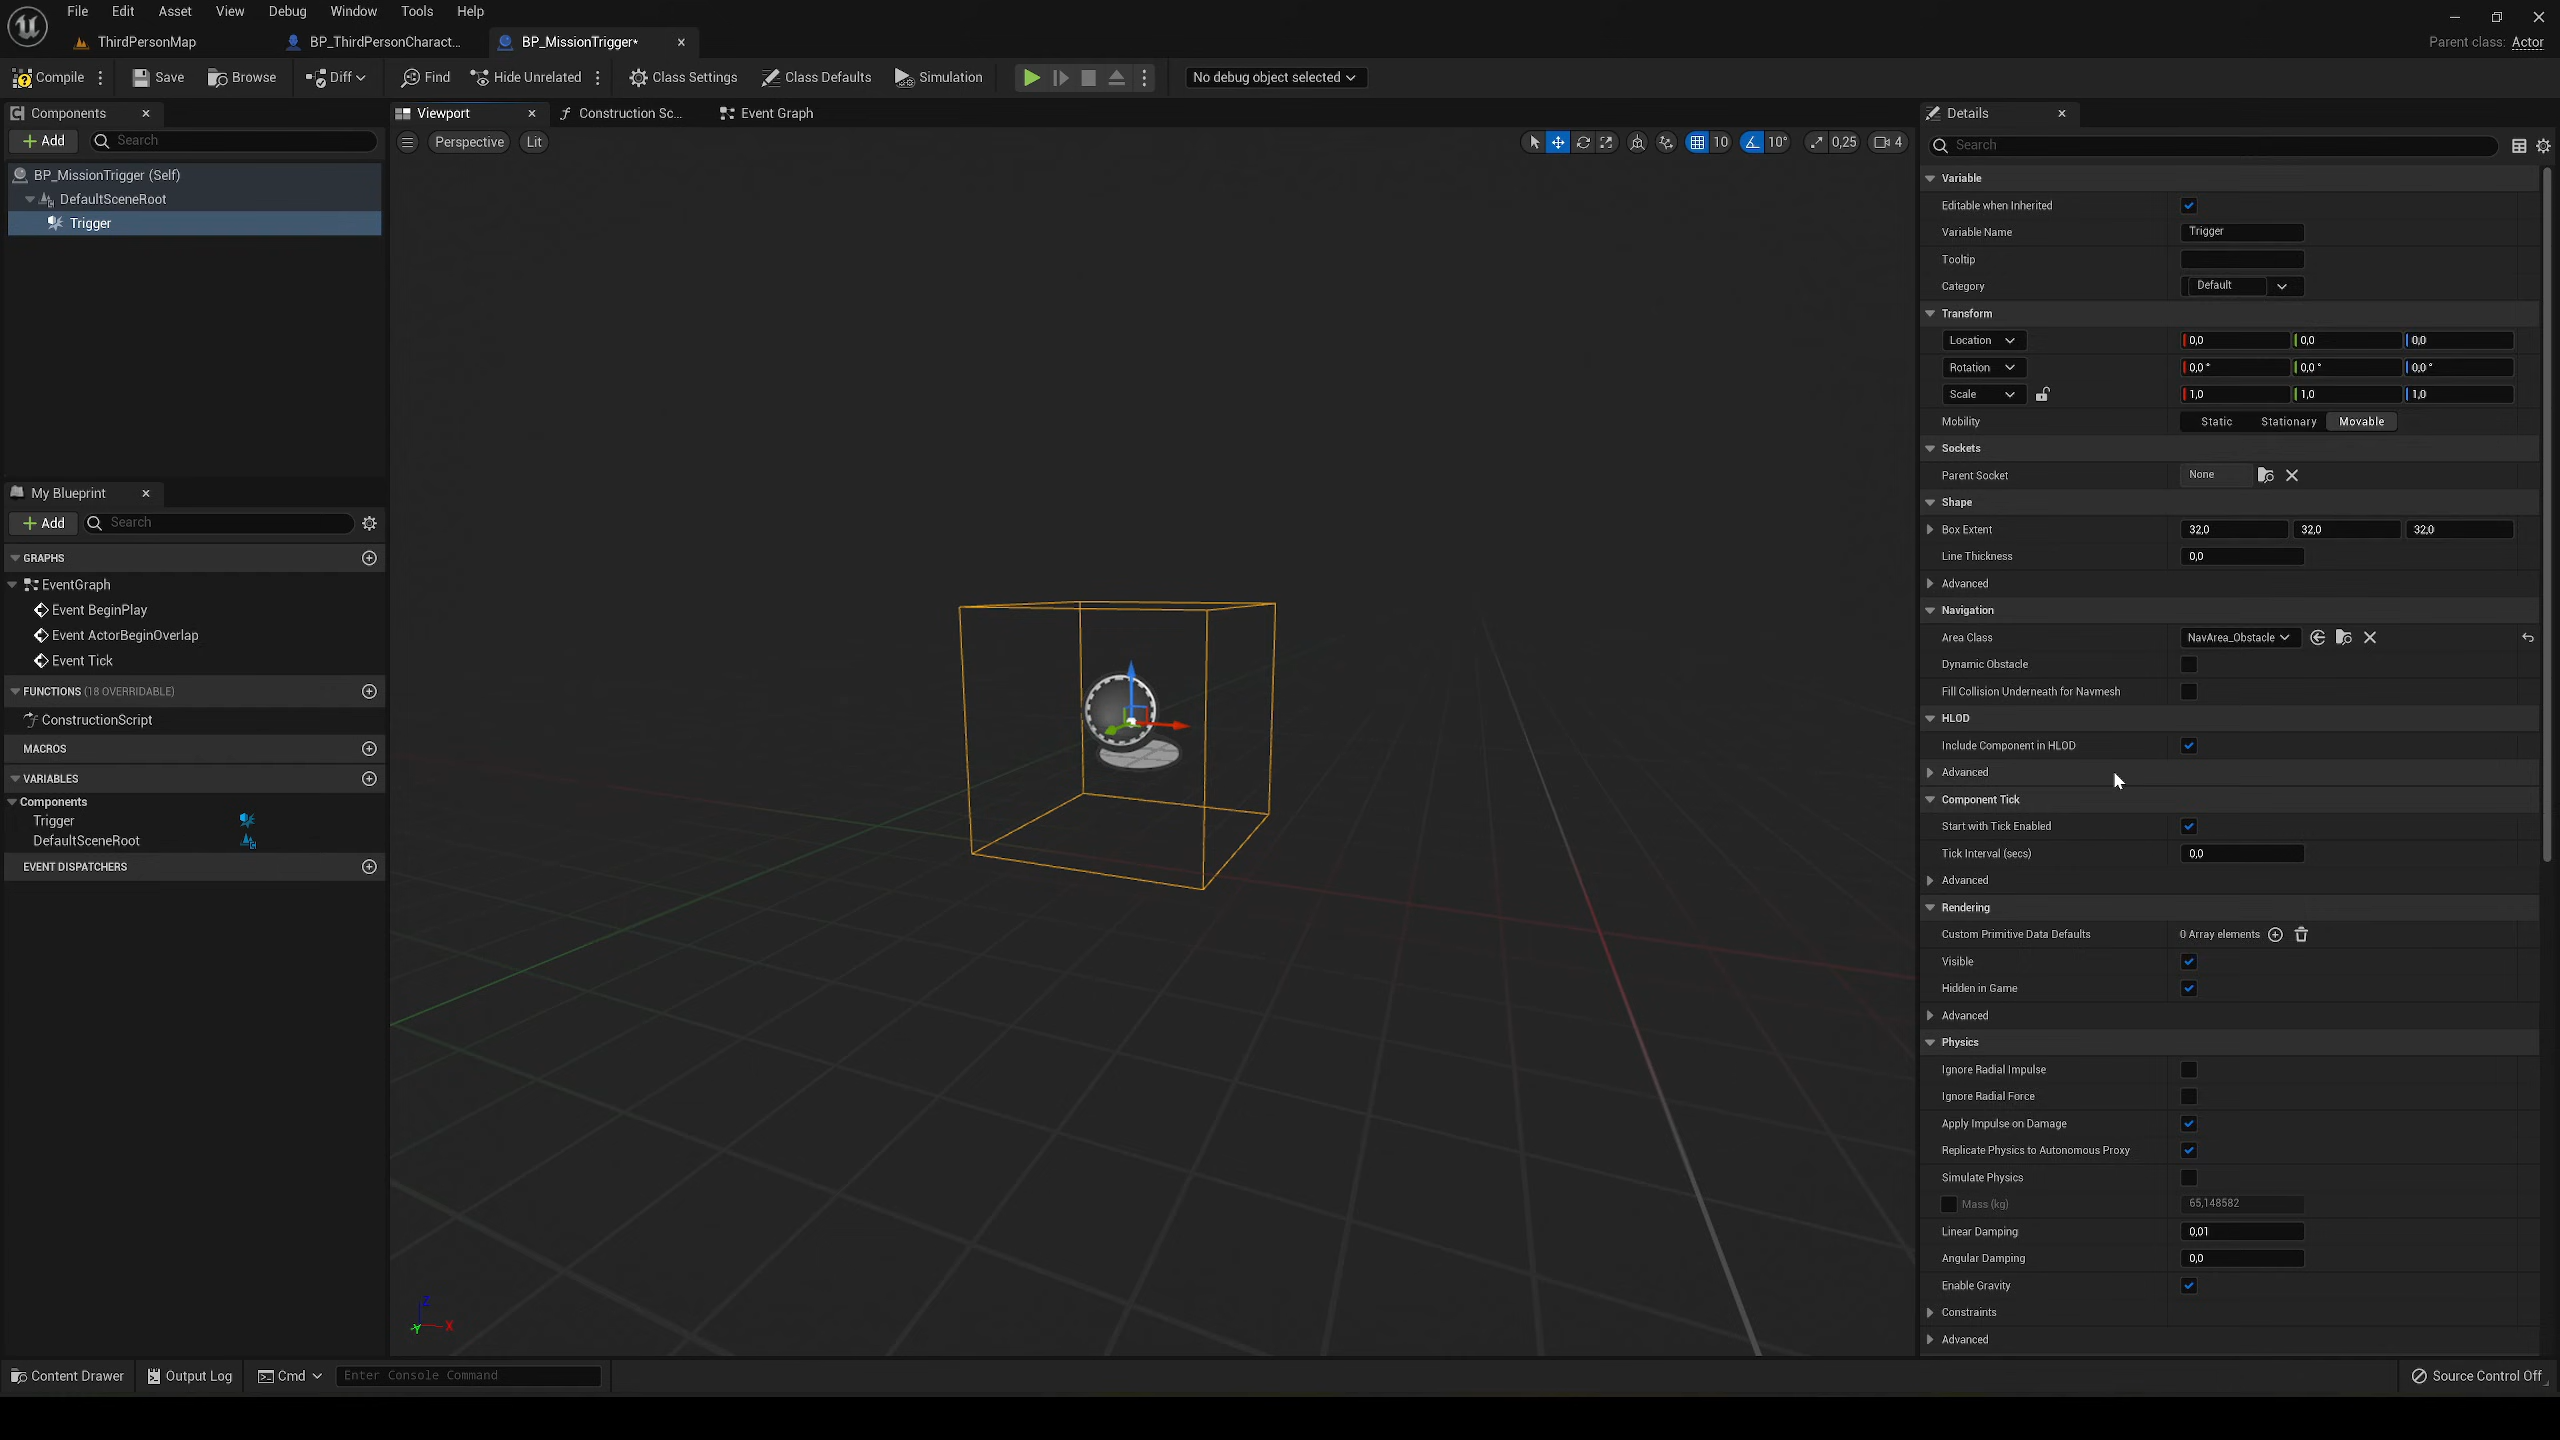 File Edit Asset View Debug Window Tools Help
ThirdPersonMap BP_ThirdPersonCharact... BP_MissionTrigger* Parent class: Actor
Compile Save Browse Diff Find Hide Unrelated Class Settings Class Defaults Simulation No debug object selected
Components
Add Search
BP_MissionTrigger (Self)
DefaultSceneRoot
Trigger
My Blueprint
Add Search
GRAPHS
EventGraph
Event BeginPlay
Event ActorBeginOverlap
Event Tick
FUNCTIONS (18 OVERRIDABLE)
ConstructionScript
MACROS
VARIABLES
Components
Trigger
DefaultSceneRoot
EVENT DISPATCHERS
Viewport Construction Sc... Event Graph
Perspective Lit 10 10° 0,25 4
Z
Y X
Details
Search
Variable
Editable when Inherited
Variable Name Trigger
Tooltip
Category Default
Transform
Location 0,0 0,0 0,0
Rotation 0,0 ° 0,0 ° 0,0 °
Scale 1,0 1,0 1,0
Mobility Static Stationary Movable
Sockets
Parent Socket None
Shape
Box Extent 32,0 32,0 32,0
Line Thickness 0,0
Advanced
Navigation
Area Class NavArea_Obstacle
Dynamic Obstacle
Fill Collision Underneath for Navmesh
HLOD
Include Component in HLOD
Advanced
Component Tick
Start with Tick Enabled
Tick Interval (secs) 0,0
Advanced
Rendering
Custom Primitive Data Defaults 0 Array elements
Visible
Hidden in Game
Advanced
Physics
Ignore Radial Impulse
Ignore Radial Force
Apply Impulse on Damage
Replicate Physics to Autonomous Proxy
Simulate Physics
Mass (kg) 65,148582
Linear Damping 0,01
Angular Damping 0,0
Enable Gravity
Constraints
Advanced
Content Drawer Output Log Cmd Enter Console Command Source Control Off